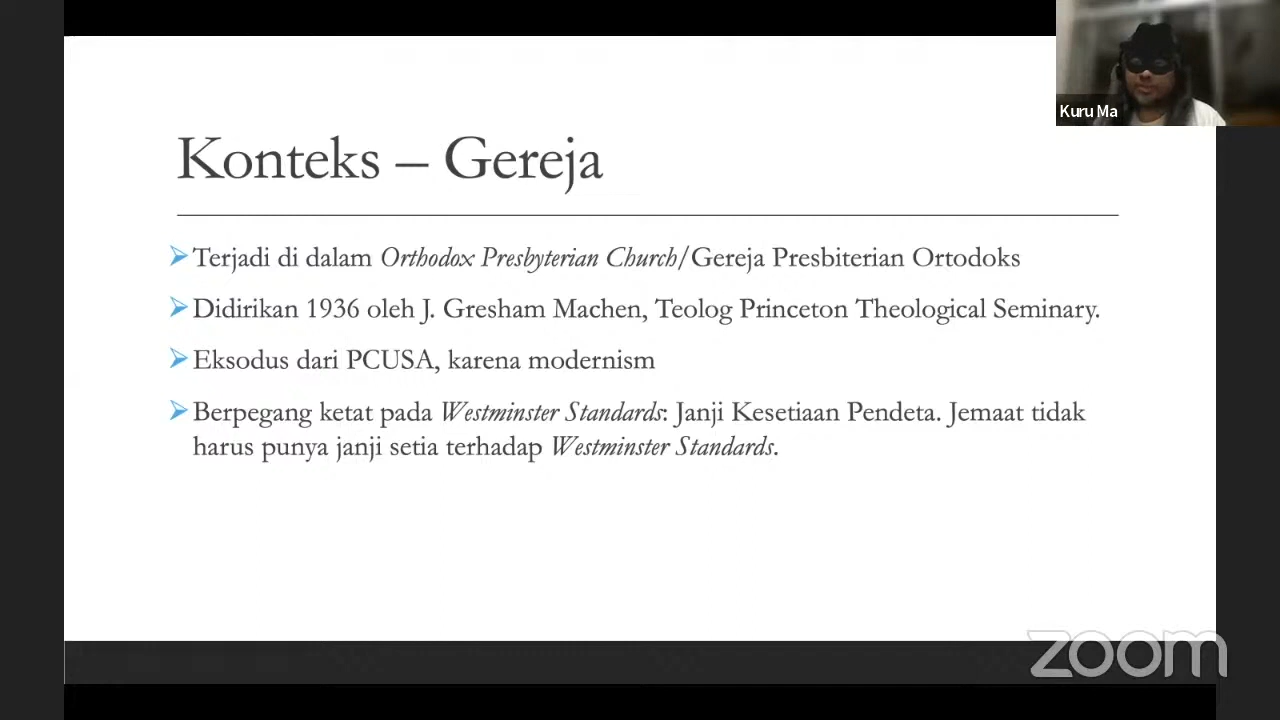 Kuru Ma
Konteks – Gereja
Terjadi di dalam Orthodox Presbyterian Church/Gereja Presbiterian Ortodoks
Didirikan 1936 oleh J. Gresham Machen, Teolog Princeton Theological Seminary.
Eksodus dari PCUSA, karena modernism
Berpegang ketat pada Westminster Standards: Janji Kesetiaan Pendeta. Jemaat tidak
harus punya janji setia terhadap Westminster Standards.
zoom